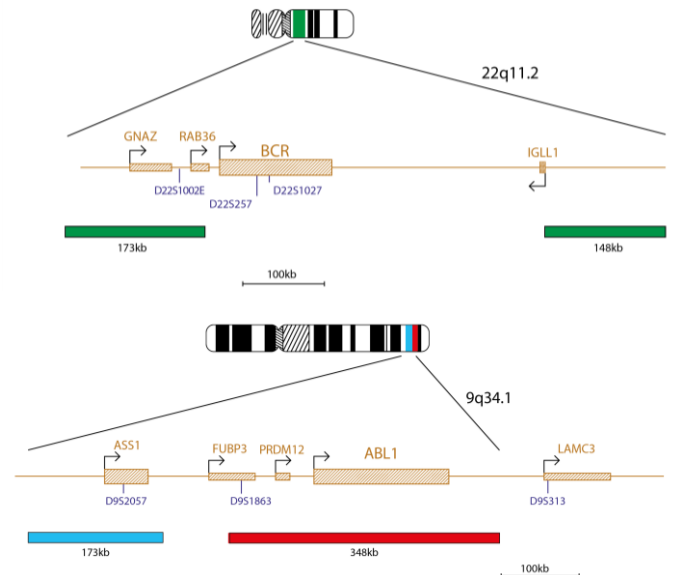 22q11.2
GNAZ RAB36 BCR IGLL1
D22S1002E D22S1027
D22S257
173kb 148kb
100kb
9q34.1
ASS1 FUBP3 PRDM12 ABL1 LAMC3
D9S2057 D9S1863 D9S313
173kb 348kb
100kb